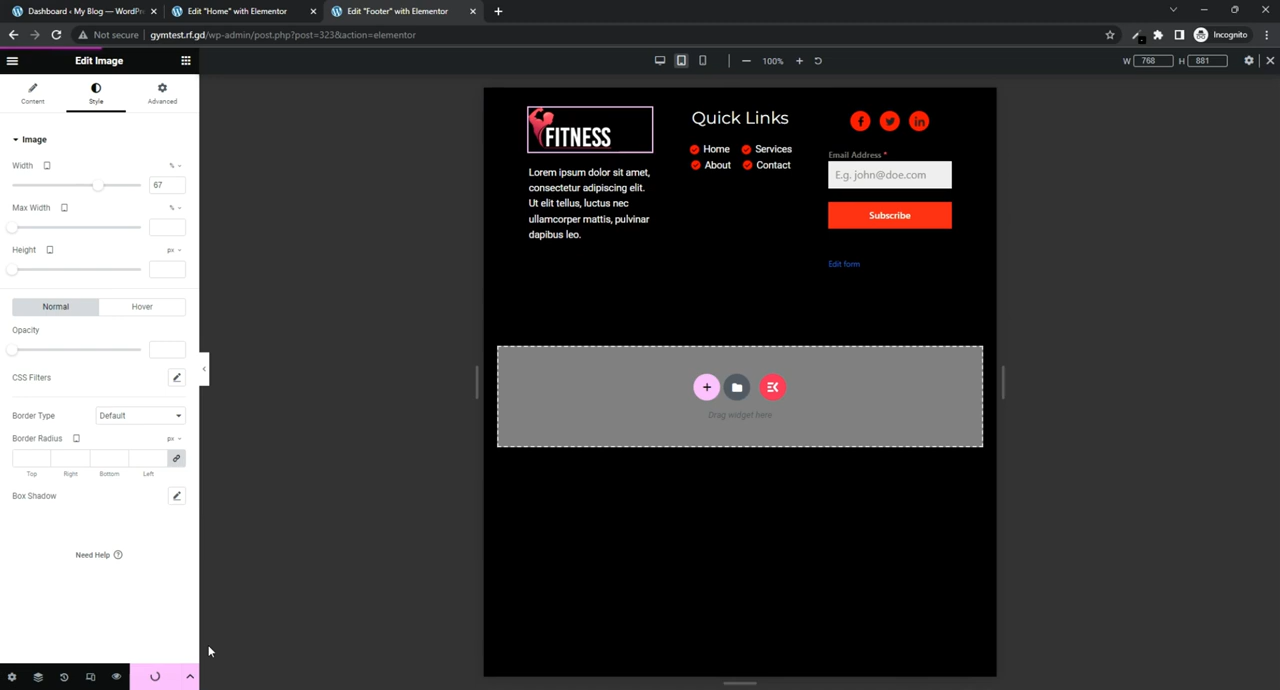 Dashboard ‹ My Blog — WordPr
Edit "Home" with Elementor
Edit "Footer" with Elementor
Not secure
gymtest.rf.gd/wp-admin/post.php?post=323&action=elementor
Incognito
Edit Image
100%
W 768 H 881
Content
Style
Advanced
Image
Width
%
67
Max Width
%
Height
px
Normal
Hover
Opacity
CSS Filters
Border Type
Default
Border Radius
px
Top
Right
Bottom
Left
Box Shadow
Need Help
FITNESS
Lorem ipsum dolor sit amet,
consectetur adipiscing elit.
Ut elit tellus, luctus nec
ullamcorper mattis, pulvinar
dapibus leo.
Quick Links
Home
Services
About
Contact
Email Address *
E.g. john@doe.com
Subscribe
Edit form
Drag widget here